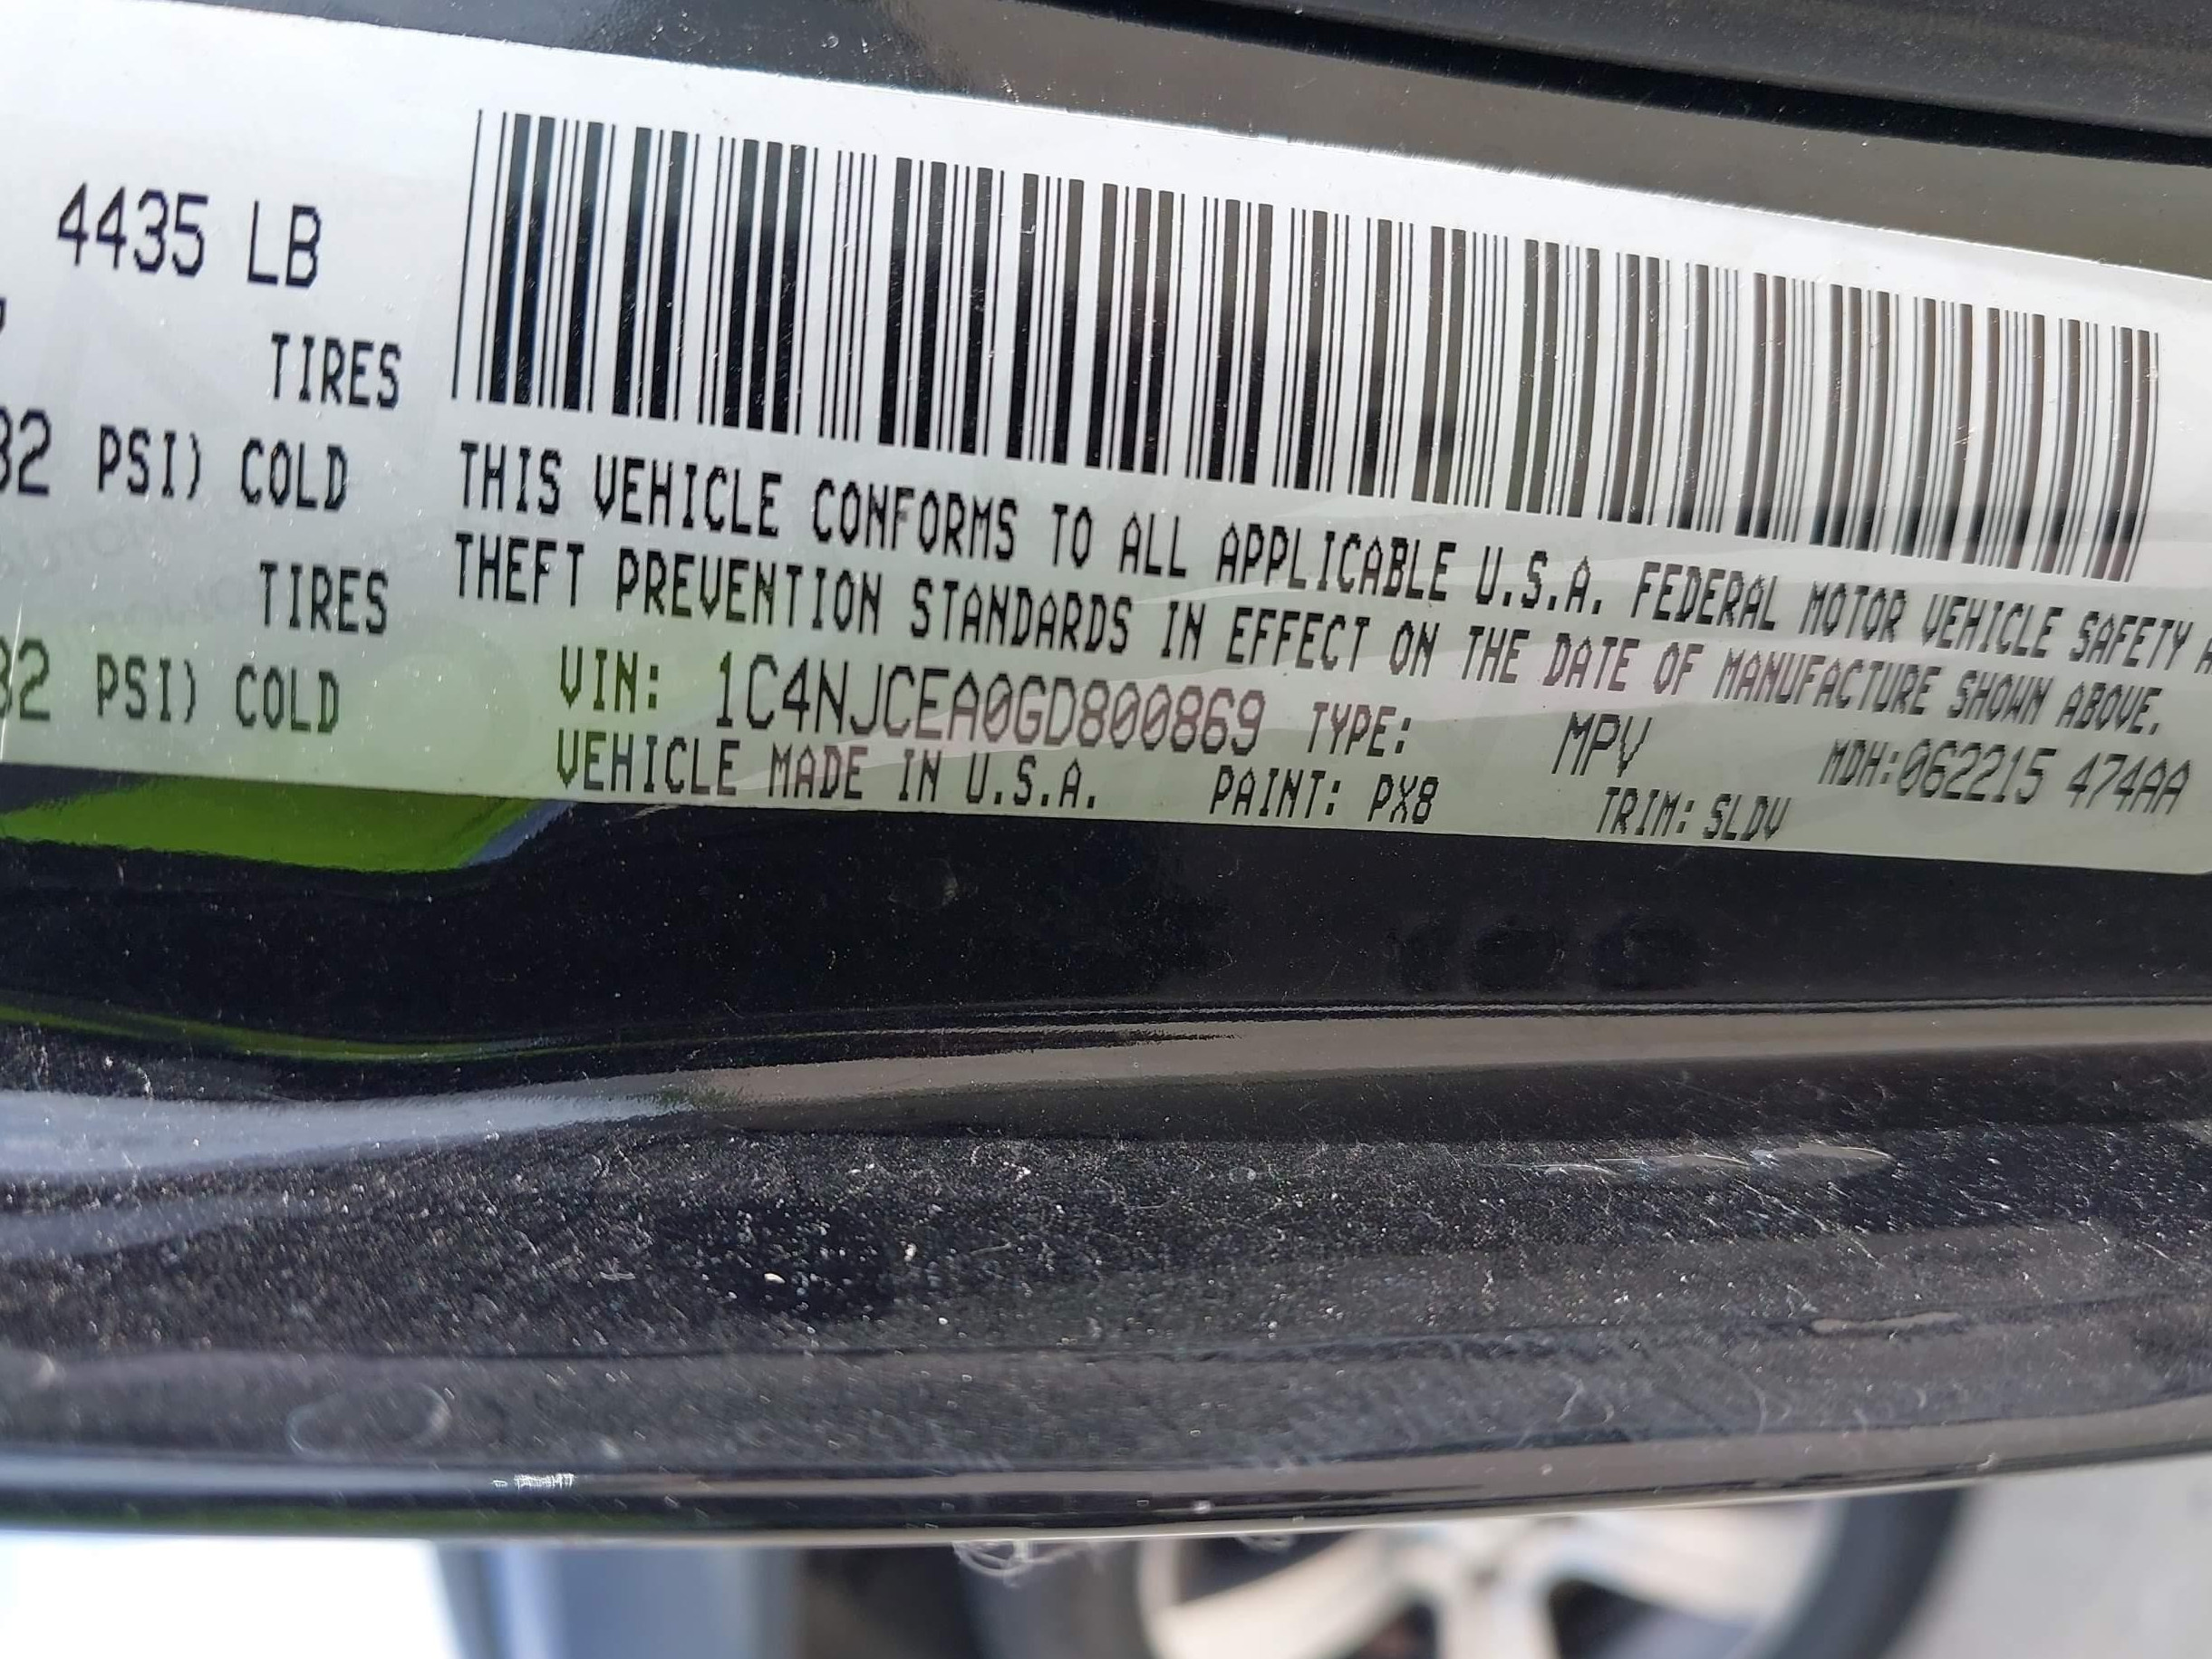 4435 LB
TIRES
32 PSI) COLD
TIRES
32 PSI) COLD
THIS VEHICLE CONFORMS TO ALL APPLICABLE U.S.A. FEDERAL MOTOR VEHICLE SAFETY
THEFT PREVENTION STANDARDS IN EFFECT ON THE DATE OF MANUFACTURE SHOWN ABOVE.
VIN: 1C4NJCEA0GD800869 TYPE: MPV MDH:062215 474AA
VEHICLE MADE IN U.S.A. PAINT: PX8 TRIM: SLDV